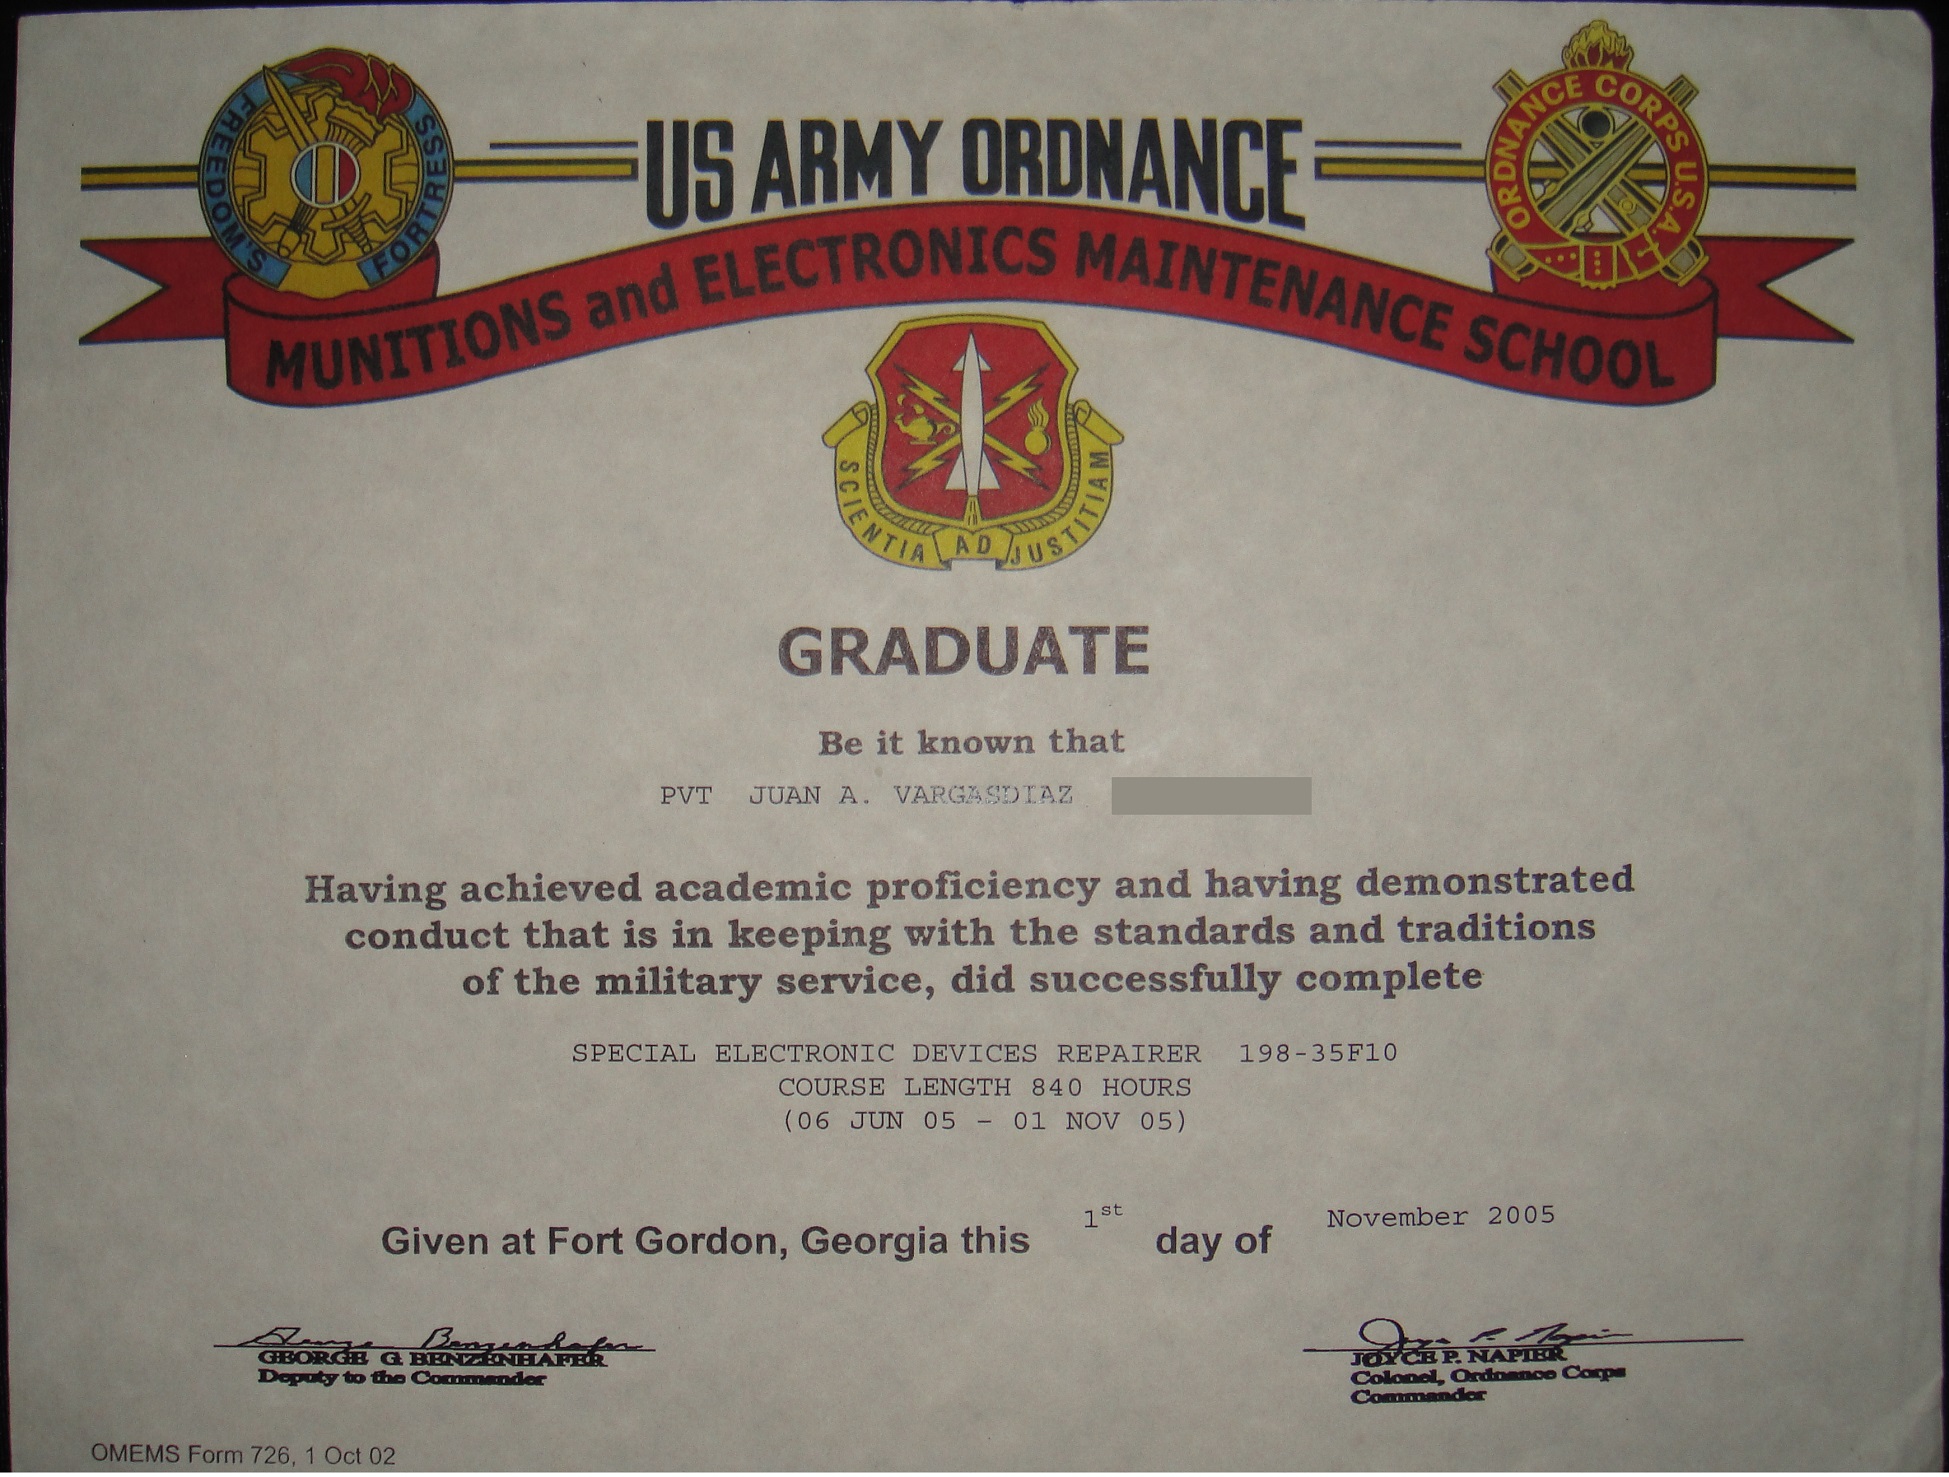 FREEDOM'S FORTRESS
US ARMY ORDNANCE
ORDNANCE CORPS U.S.A.
MUNITIONS and ELECTRONICS MAINTENANCE SCHOOL
SCIENTIA AD JUSTITIAM
GRADUATE
Be it known that
PVT JUAN A. VARGASDIAZ
Having achieved academic proficiency and having demonstrated
conduct that is in keeping with the standards and traditions
of the military service, did successfully complete
SPECIAL ELECTRONIC DEVICES REPAIRER 198-35F10
COURSE LENGTH 840 HOURS
(06 JUN 05 - 01 NOV 05)
Given at Fort Gordon, Georgia this 1st day of November 2005
George Benzenhafer
GEORGE G. BENZENHAFER
Deputy to the Commander
Joyce P. Napier
JOYCE P. NAPIER
Colonel, Ordnance Corps
Commander
OMEMS Form 726, 1 Oct 02